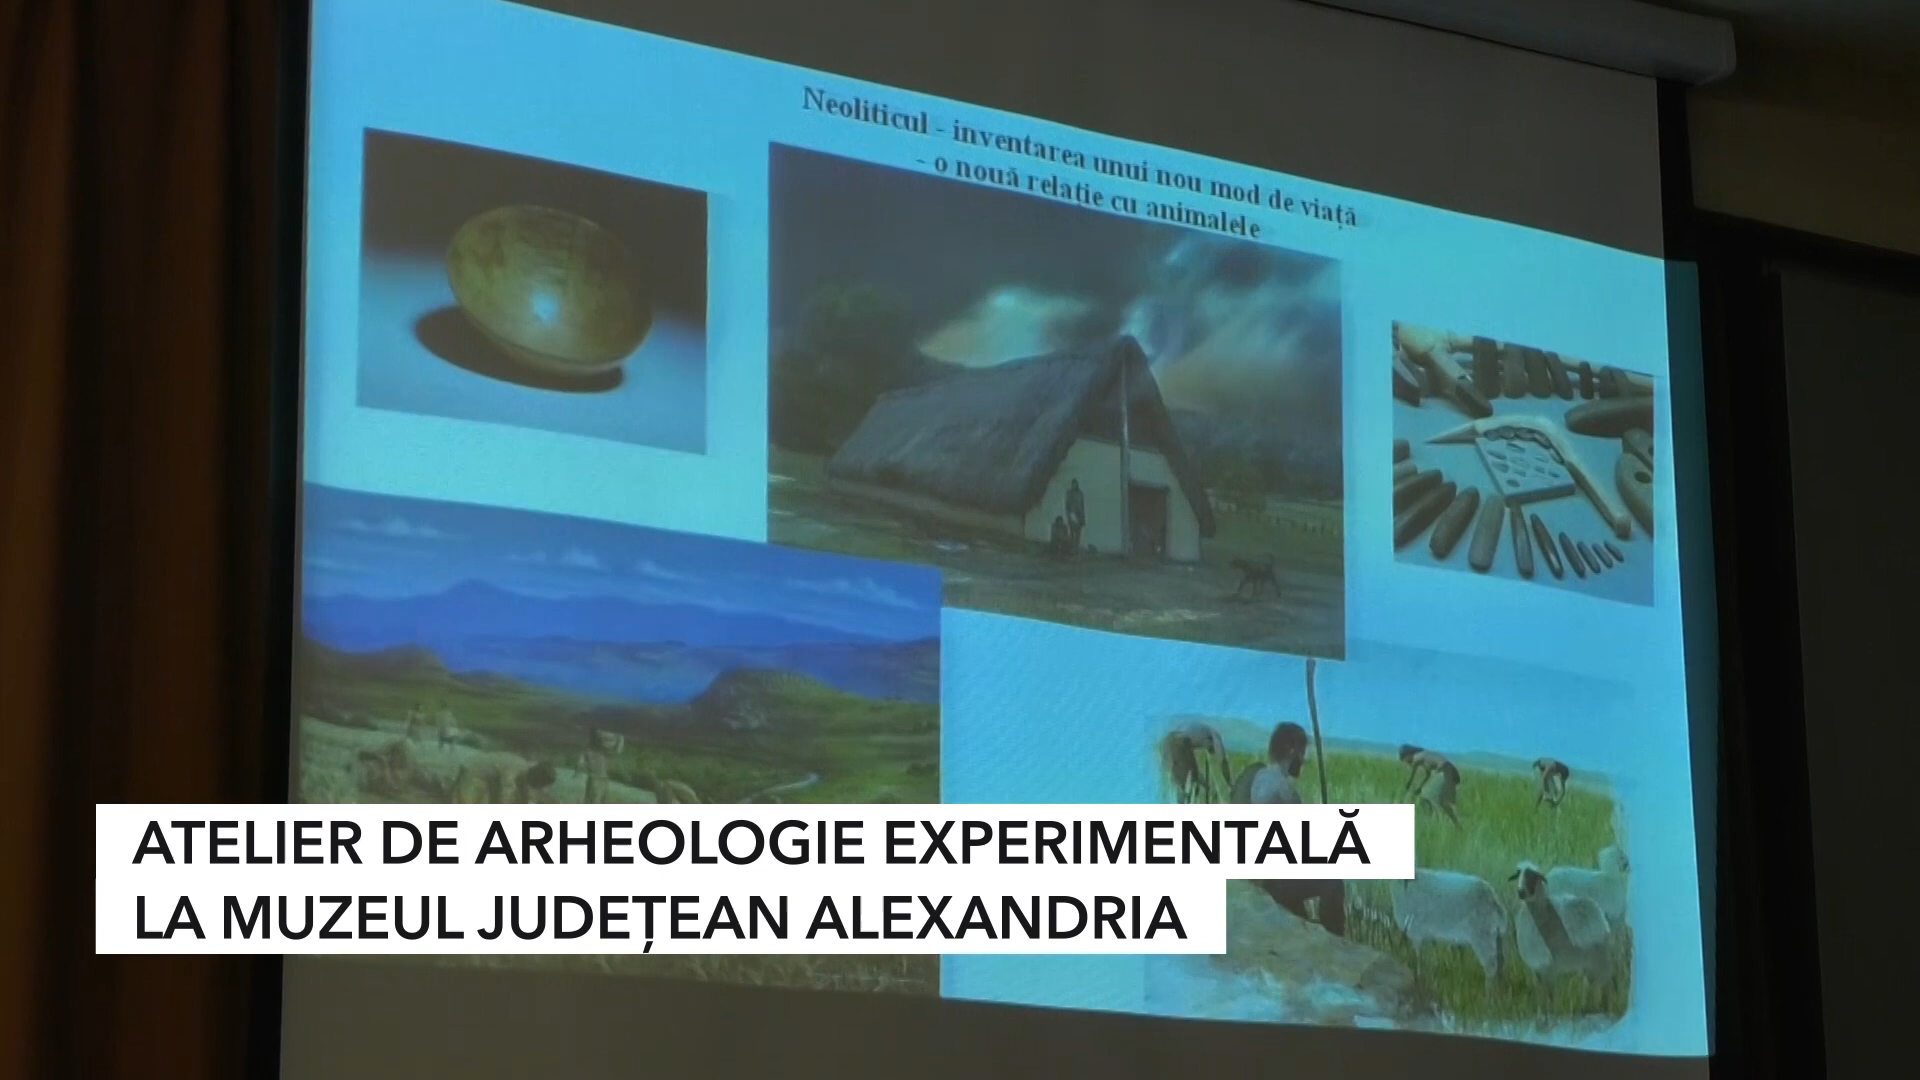 Neoliticul - inventarea unui nou mod de viață
- o nouă relație cu animalele
ATELIER DE ARHEOLOGIE EXPERIMENTALĂ
LA MUZEUL JUDEȚEAN ALEXANDRIA